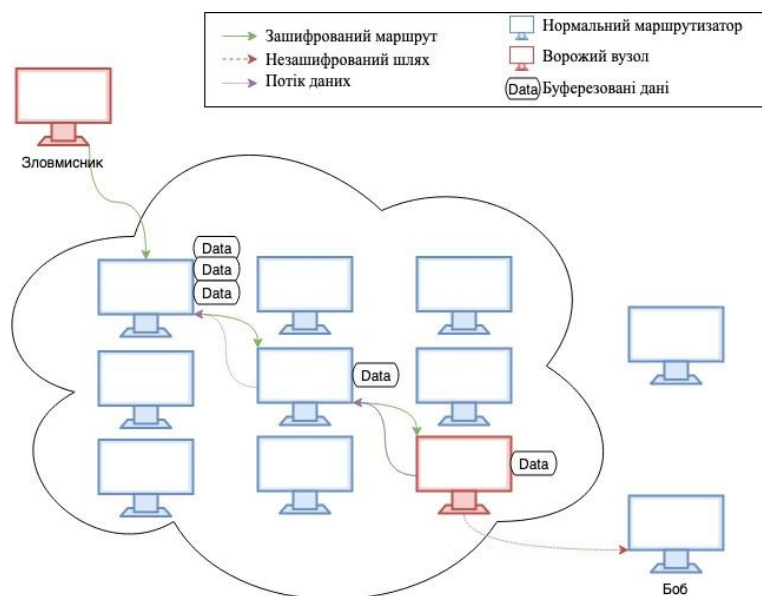 Зашифрований маршрут
Незашифрований шлях
Потік даних
Нормальний маршрутизатор
Ворожий вузол
Data Буферезовані дані
Зловмисник
Data
Data
Data
Data
Data
Боб